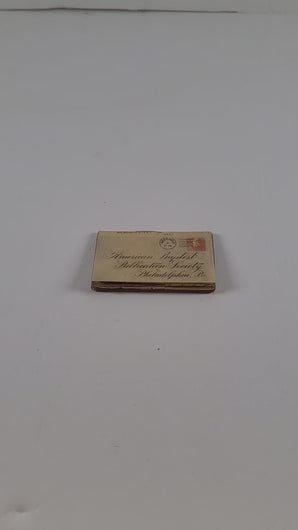 American Baptist
Publication Society
Philadelphia, Pa.